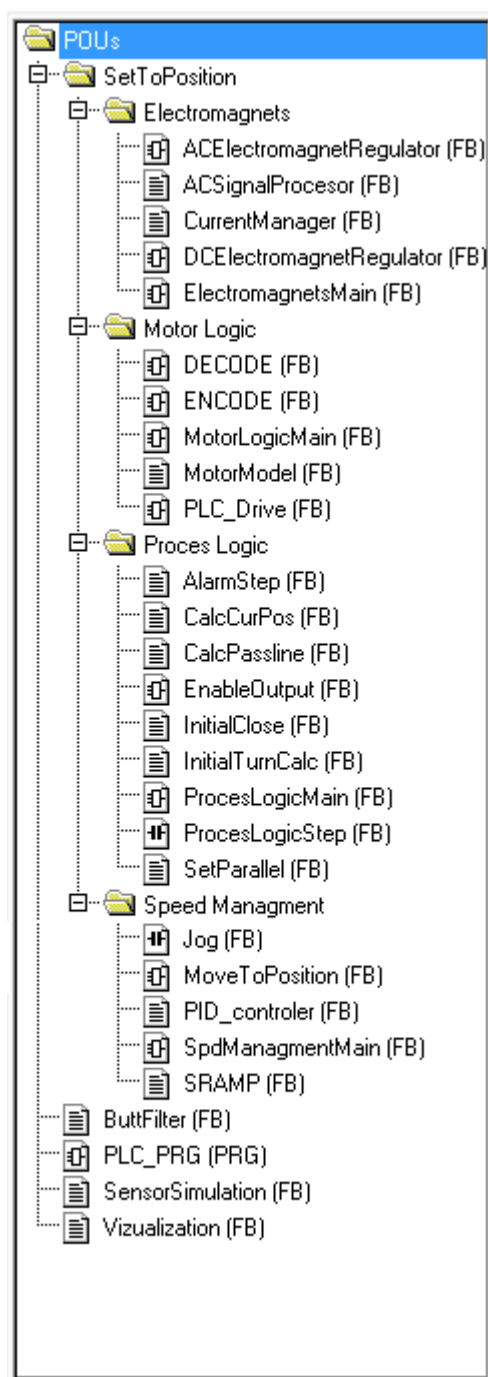 POUs
SetToPosition
Electromagnets
ACElectromagnetRegulator (FB)
ACSignalProcesor (FB)
CurrentManager (FB)
DCElectromagnetRegulator (FB)
ElectromagnetsMain (FB)
Motor Logic
DECODE (FB)
ENCODE (FB)
MotorLogicMain (FB)
MotorModel (FB)
PLC_Drive (FB)
Proces Logic
AlarmStep (FB)
CalcCurPos (FB)
CalcPassline (FB)
EnableOutput (FB)
InitialClose (FB)
InitialTurnCalc (FB)
ProcesLogicMain (FB)
ProcesLogicStep (FB)
SetParallel (FB)
Speed Managment
Jog (FB)
MoveToPosition (FB)
PID_controler (FB)
SpdManagmentMain (FB)
SRAMP (FB)
ButtFilter (FB)
PLC_PRG (PRG)
SensorSimulation (FB)
Vizualization (FB)